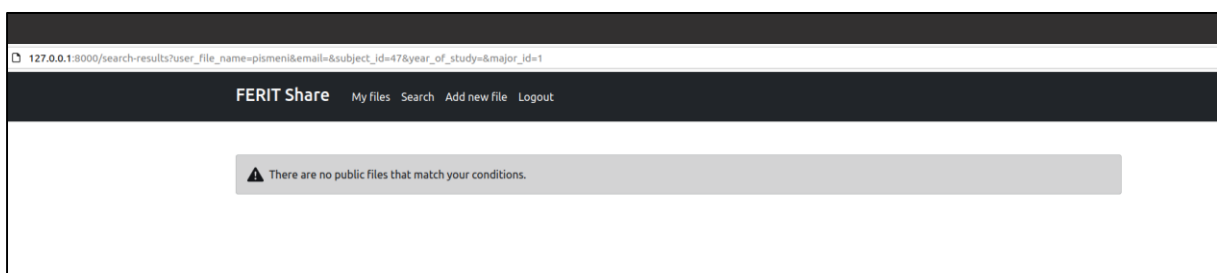 127.0.0.1:8000/search-results?user_file_name=pismeni&email=&subject_id=47&year_of_study=&major_id=1
FERIT Share My files Search Add new file Logout
There are no public files that match your conditions.